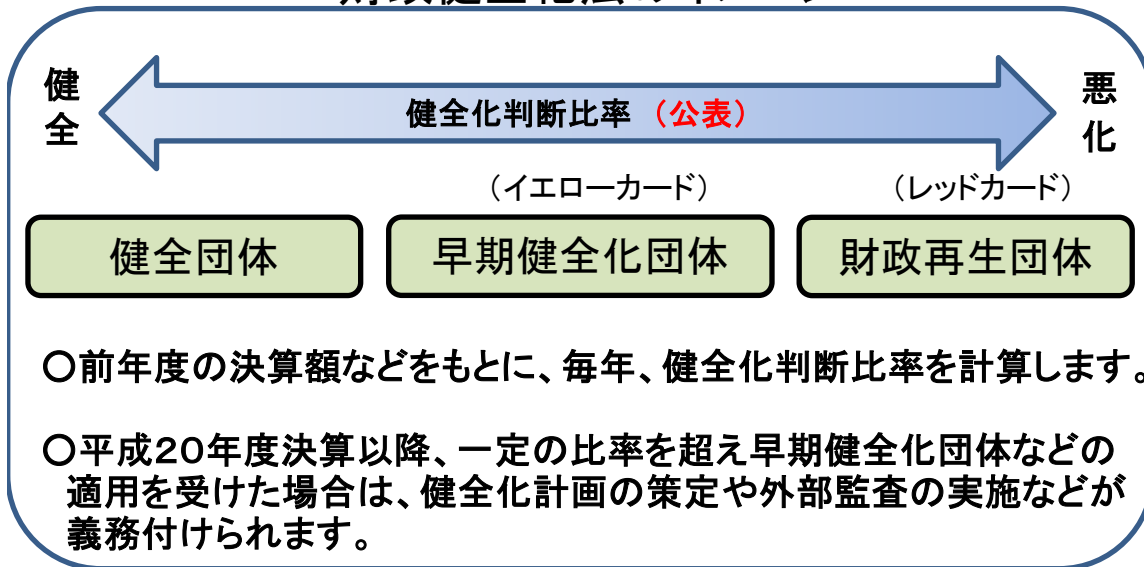 健全
悪化
健全化判断比率（公表）
（イエローカード）
（レッドカード）
健全団体
早期健全化団体
財政再生団体
○前年度の決算額などをもとに、毎年、健全化判断比率を計算します。
○平成２０年度決算以降、一定の比率を超え早期健全化団体などの
適用を受けた場合は、健全化計画の策定や外部監査の実施などが
義務付けられます。